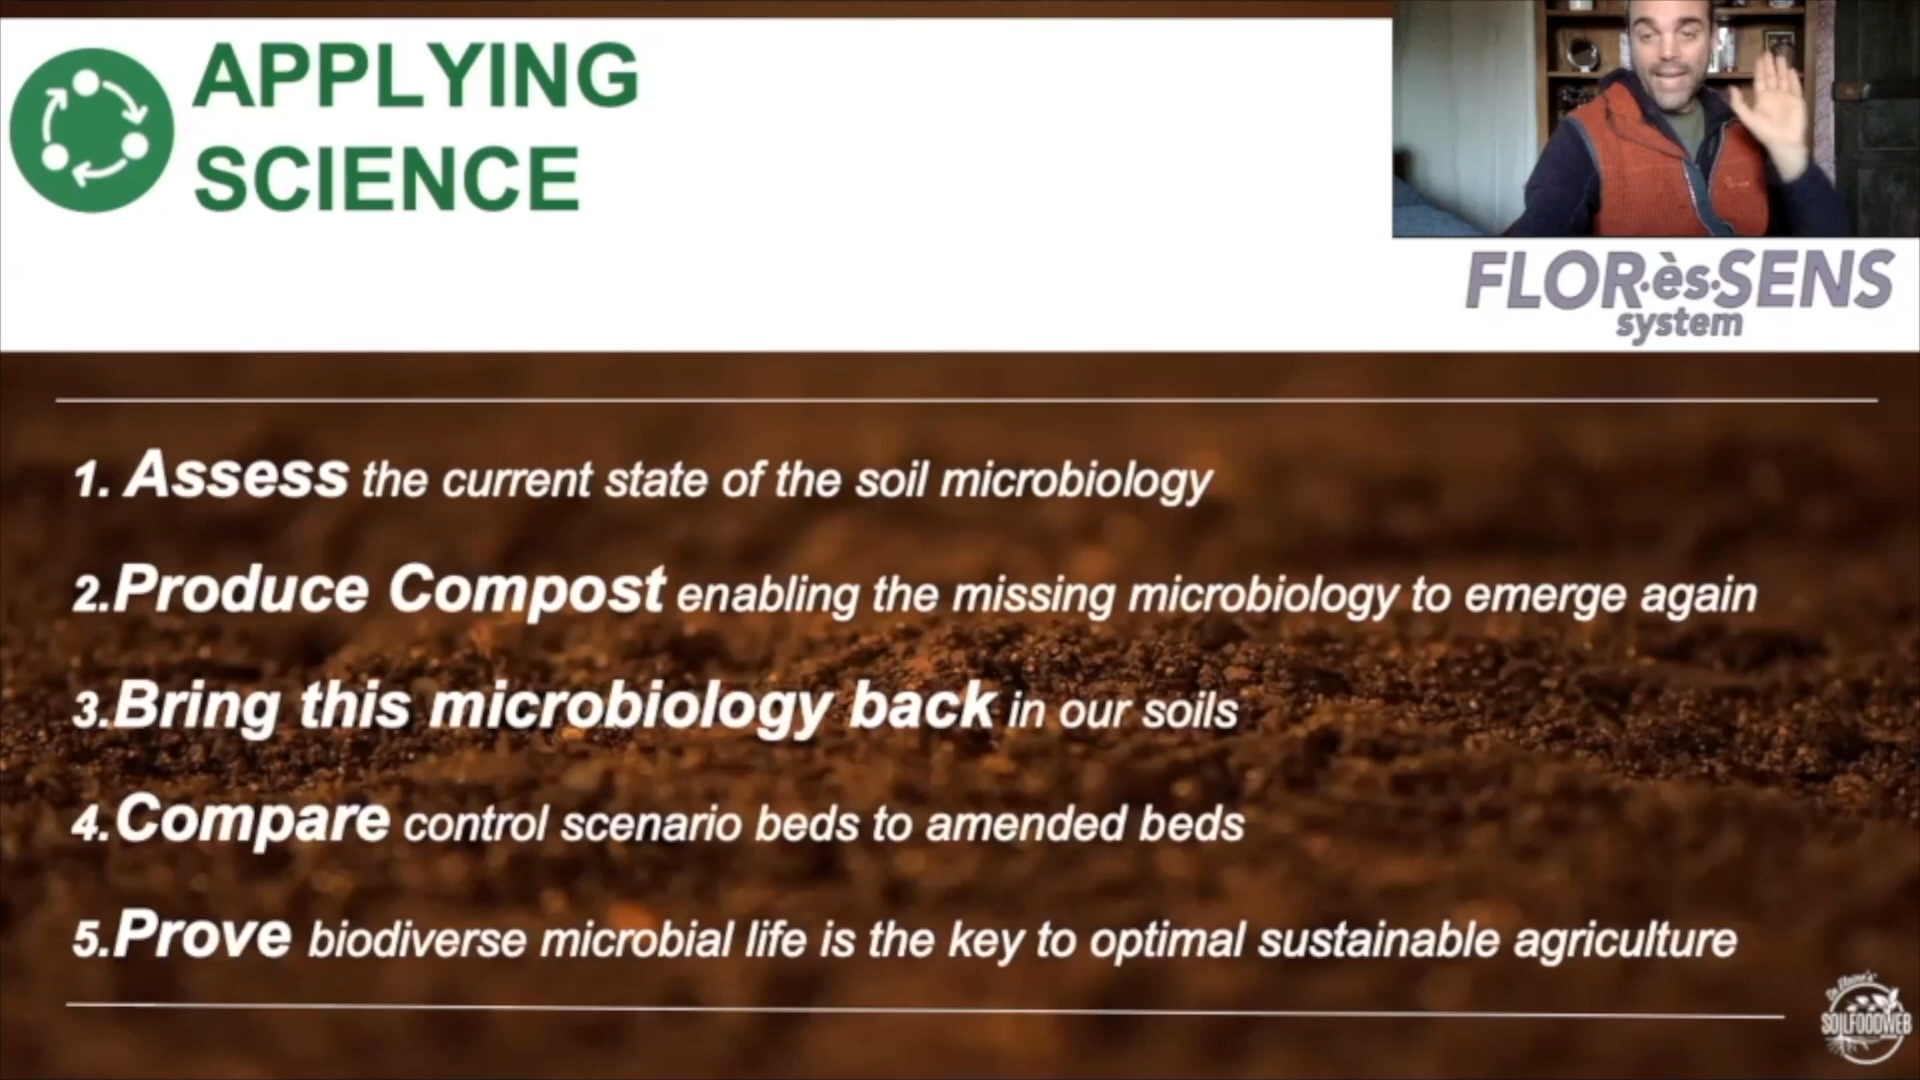 APPLYING
SCIENCE
FLOR·ès·SENS
system
1. Assess the current state of the soil microbiology
2.Produce Compost enabling the missing microbiology to emerge again
3.Bring this microbiology back in our soils
4.Compare control scenario beds to amended beds
5.Prove biodiverse microbial life is the key to optimal sustainable agriculture
Dr. Elaine's
SOILFOODWEB